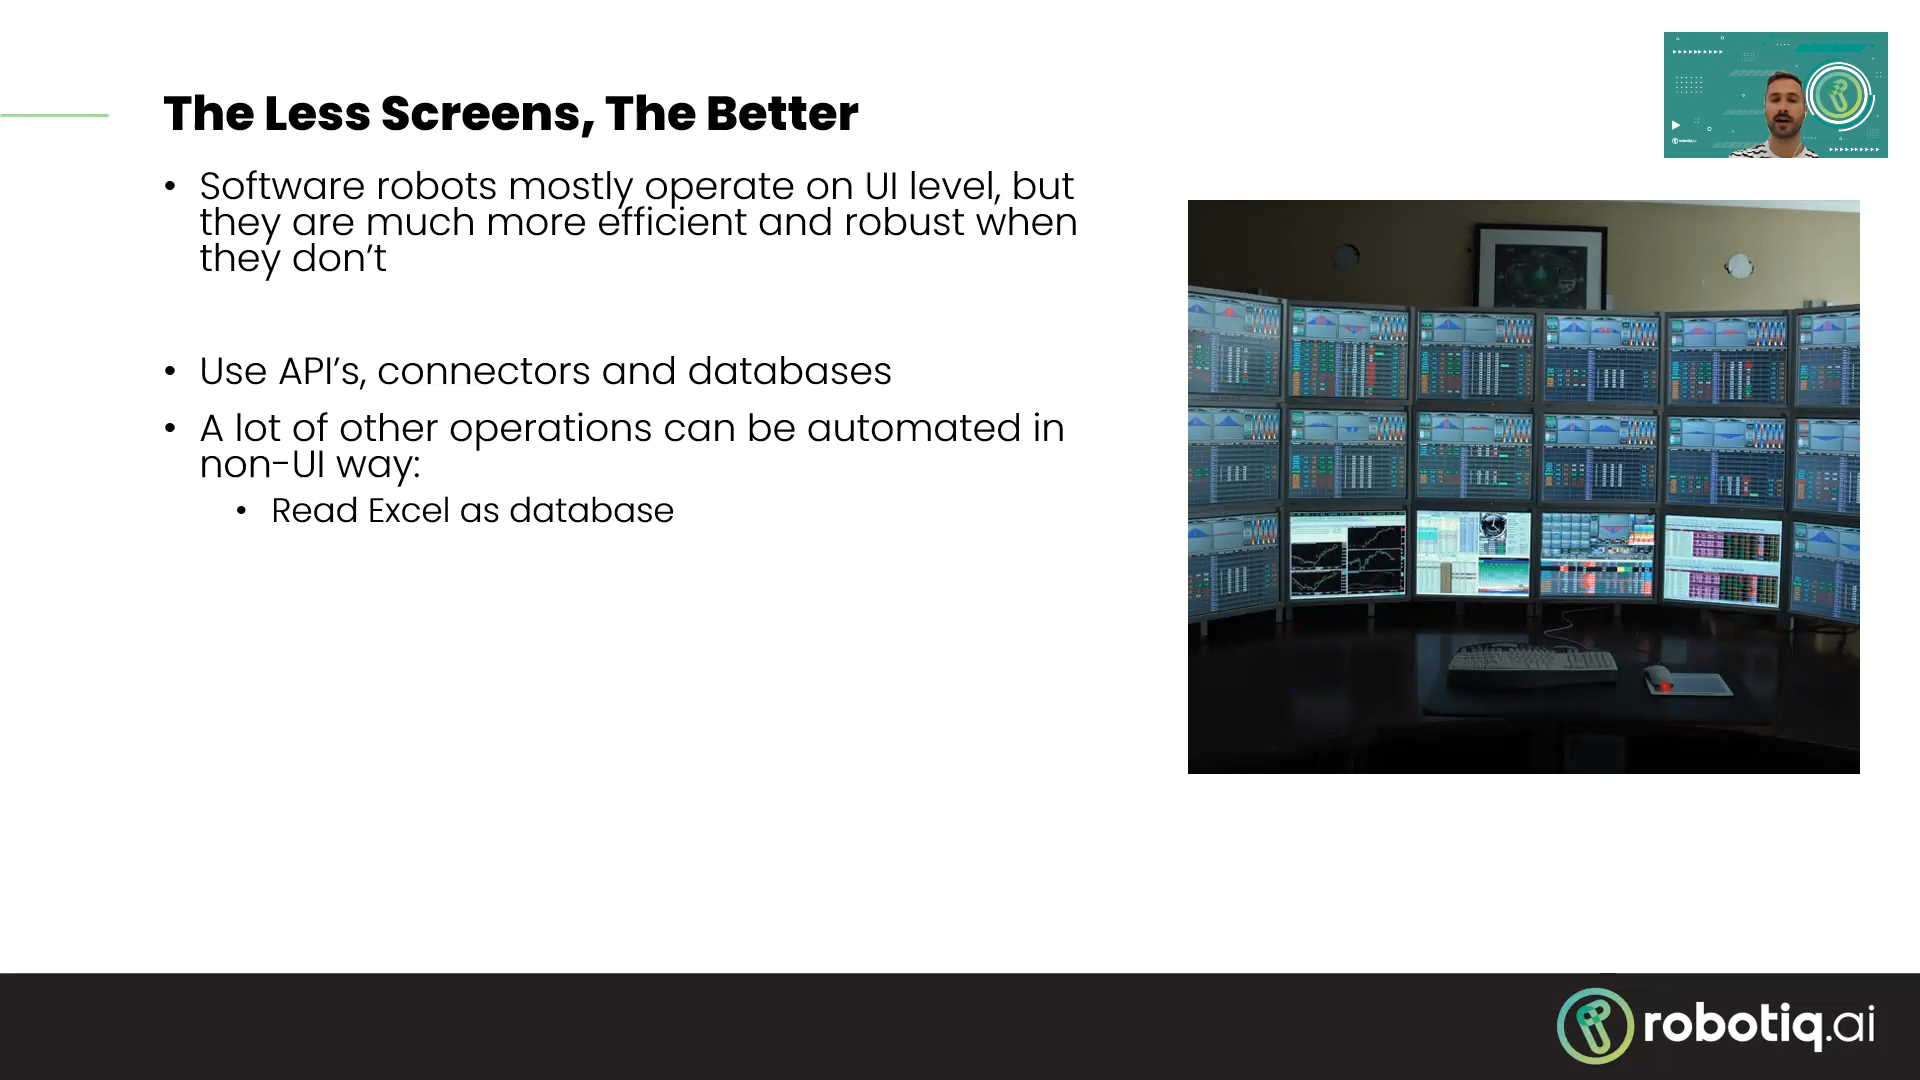 The Less Screens, The Better
• Software robots mostly operate on UI level, but
they are much more efficient and robust when
they don’t
• Use API’s, connectors and databases
• A lot of other operations can be automated in
non-UI way:
• Read Excel as database
robotiq.ai